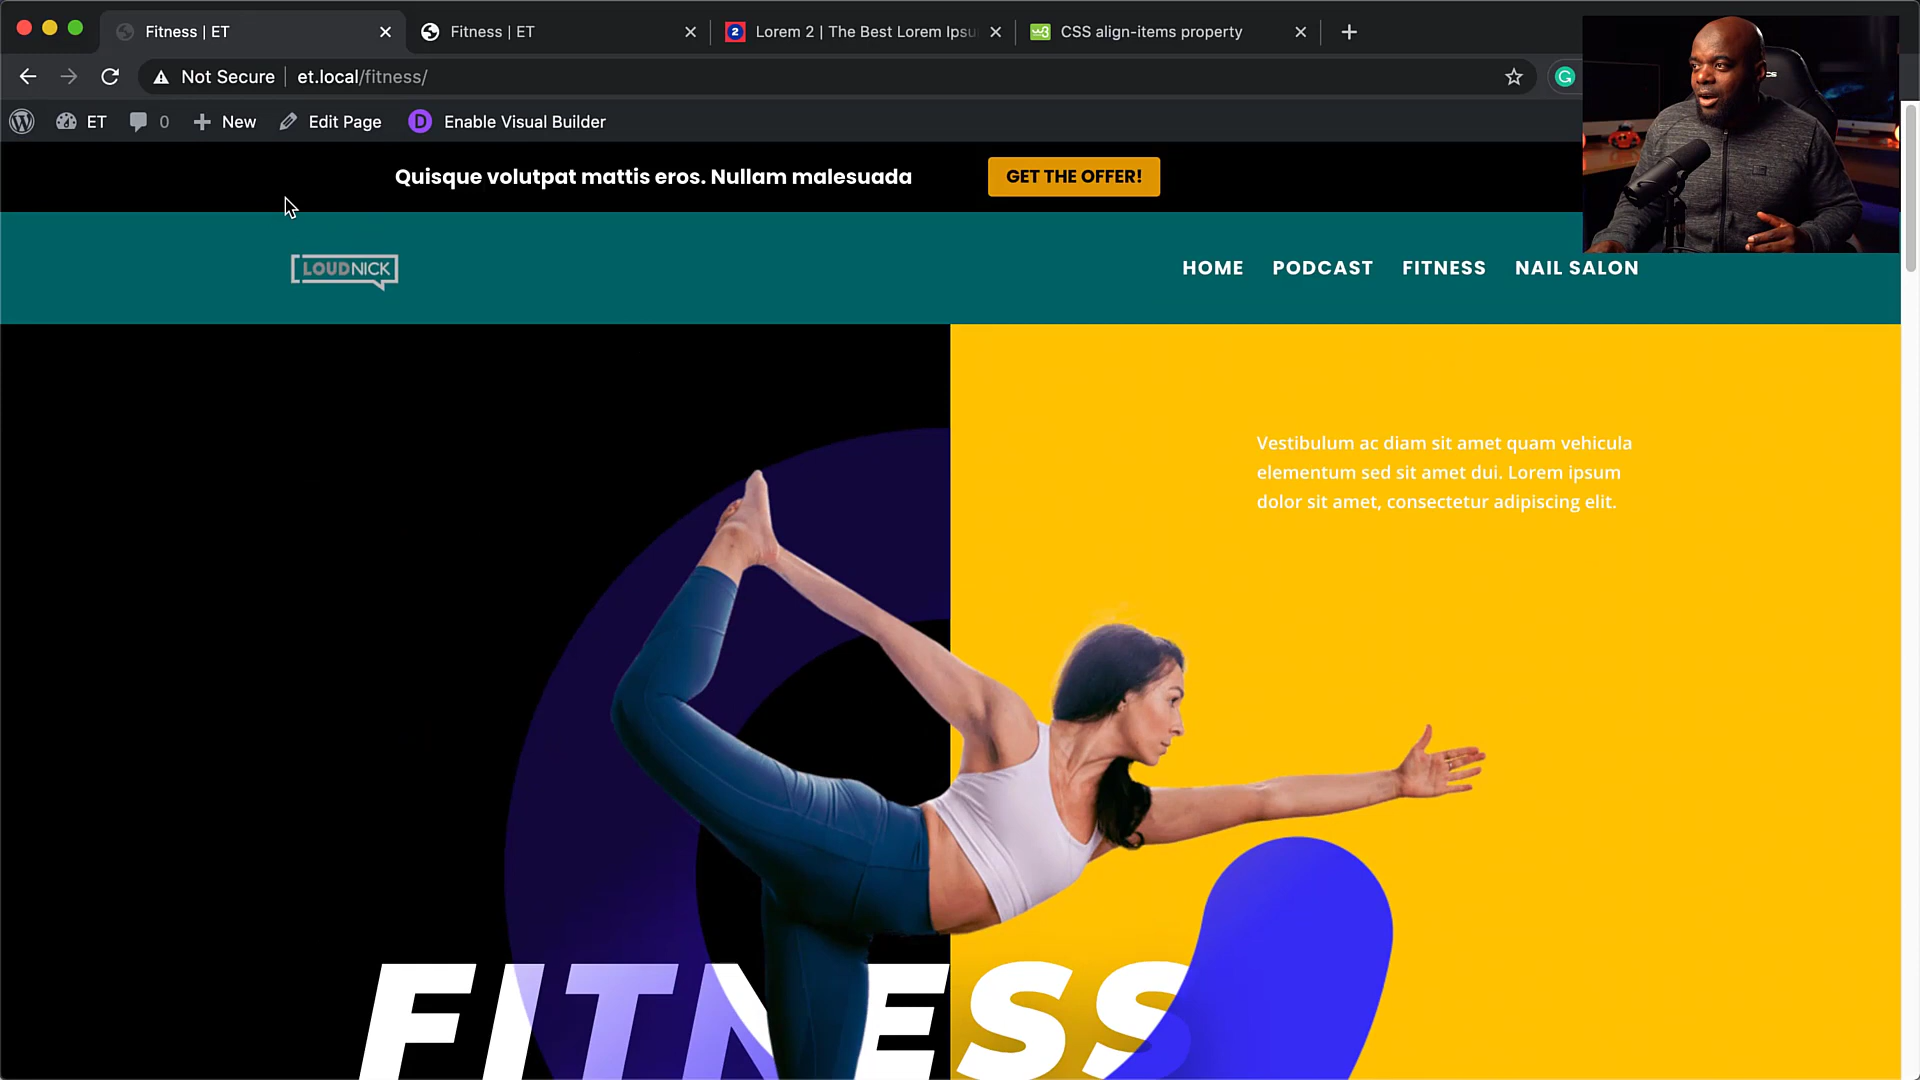 Fitness | ET
Fitness | ET
Lorem 2 | The Best Lorem Ipsu
CSS align-items property
Not Secure
et.local/fitness/
ET
0
New
Edit Page
Enable Visual Builder
Quisque volutpat mattis eros. Nullam malesuada
GET THE OFFER!
LOUDNICK
HOME
PODCAST
FITNESS
NAIL SALON
Vestibulum ac diam sit amet quam vehicula
elementum sed sit amet dui. Lorem ipsum
dolor sit amet, consectetur adipiscing elit.
FITNESS